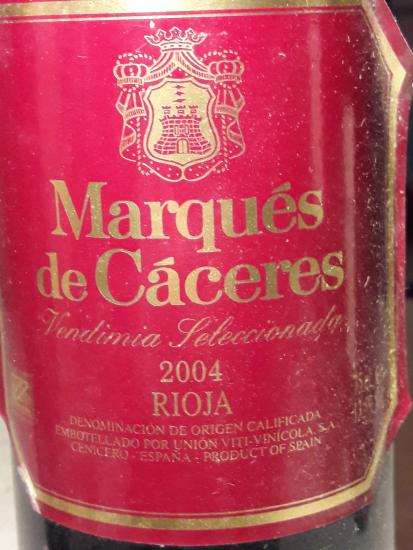 Marqués
de Cáceres
Vendimia Seleccionada
2004
RIOJA
DENOMINACIÓN DE ORIGEN CALIFICADA
EMBOTELLADO POR UNIÓN VITI-VINÍCOLA, S.A.
CENICERO - ESPAÑA - PRODUCT OF SPAIN